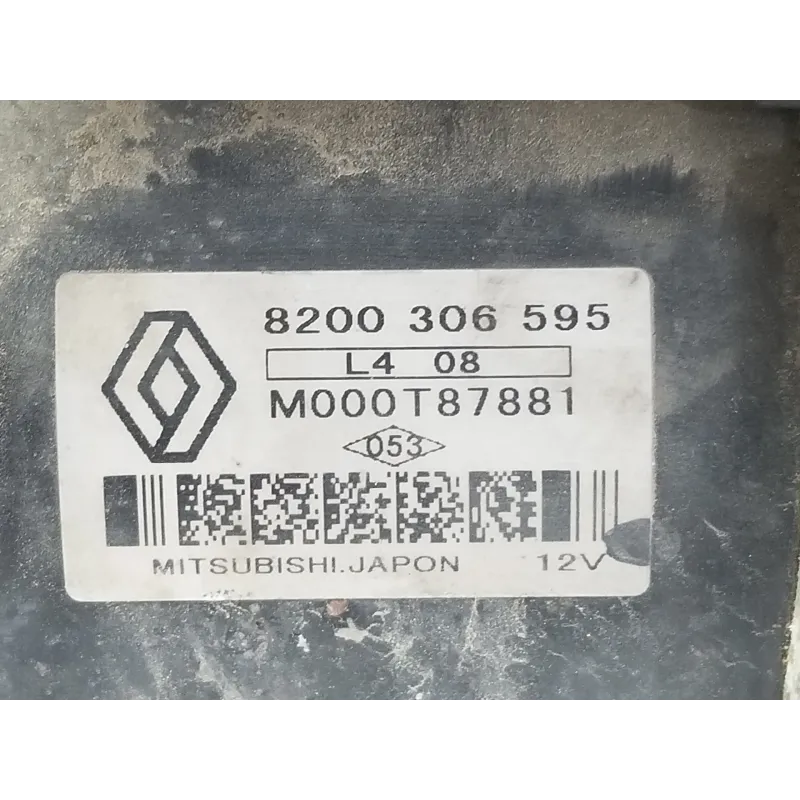 8200 306 595
L4 08
M000T87881
053
MITSUBISHI.JAPON 12V